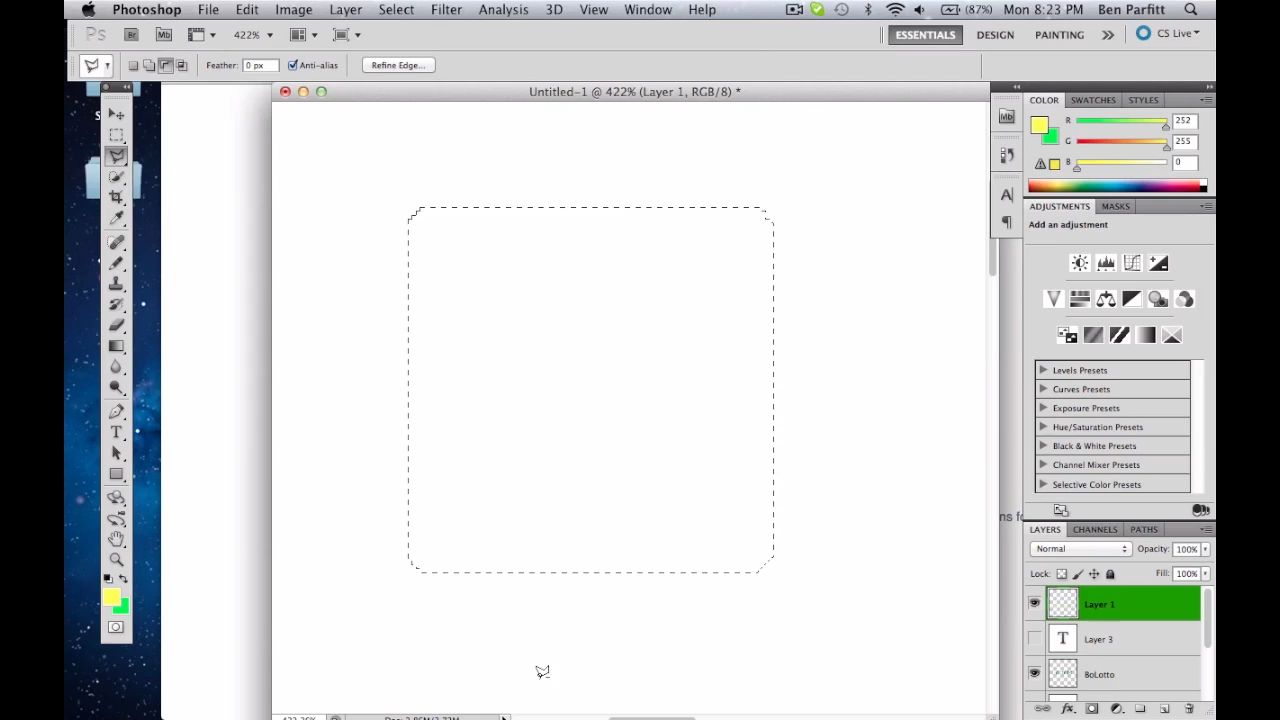 Photoshop File Edit Image Layer Select Filter Analysis 3D View Window Help (87%) Mon 8:23 PM Ben Parfitt
Ps Br Mb 422% ESSENTIALS DESIGN PAINTING CS Live
Feather: 0 px Anti-alias Refine Edge...
Untitled-1 @ 422% (Layer 1, RGB/8) *
S
Mb
COLOR SWATCHES STYLES
R 252
G 255
B 0
ADJUSTMENTS MASKS
Add an adjustment
Levels Presets
Curves Presets
Exposure Presets
Hue/Saturation Presets
Black & White Presets
Channel Mixer Presets
Selective Color Presets
LAYERS CHANNELS PATHS
Normal Opacity: 100%
Lock: Fill: 100%
Layer 1
T Layer 3
BoLotto